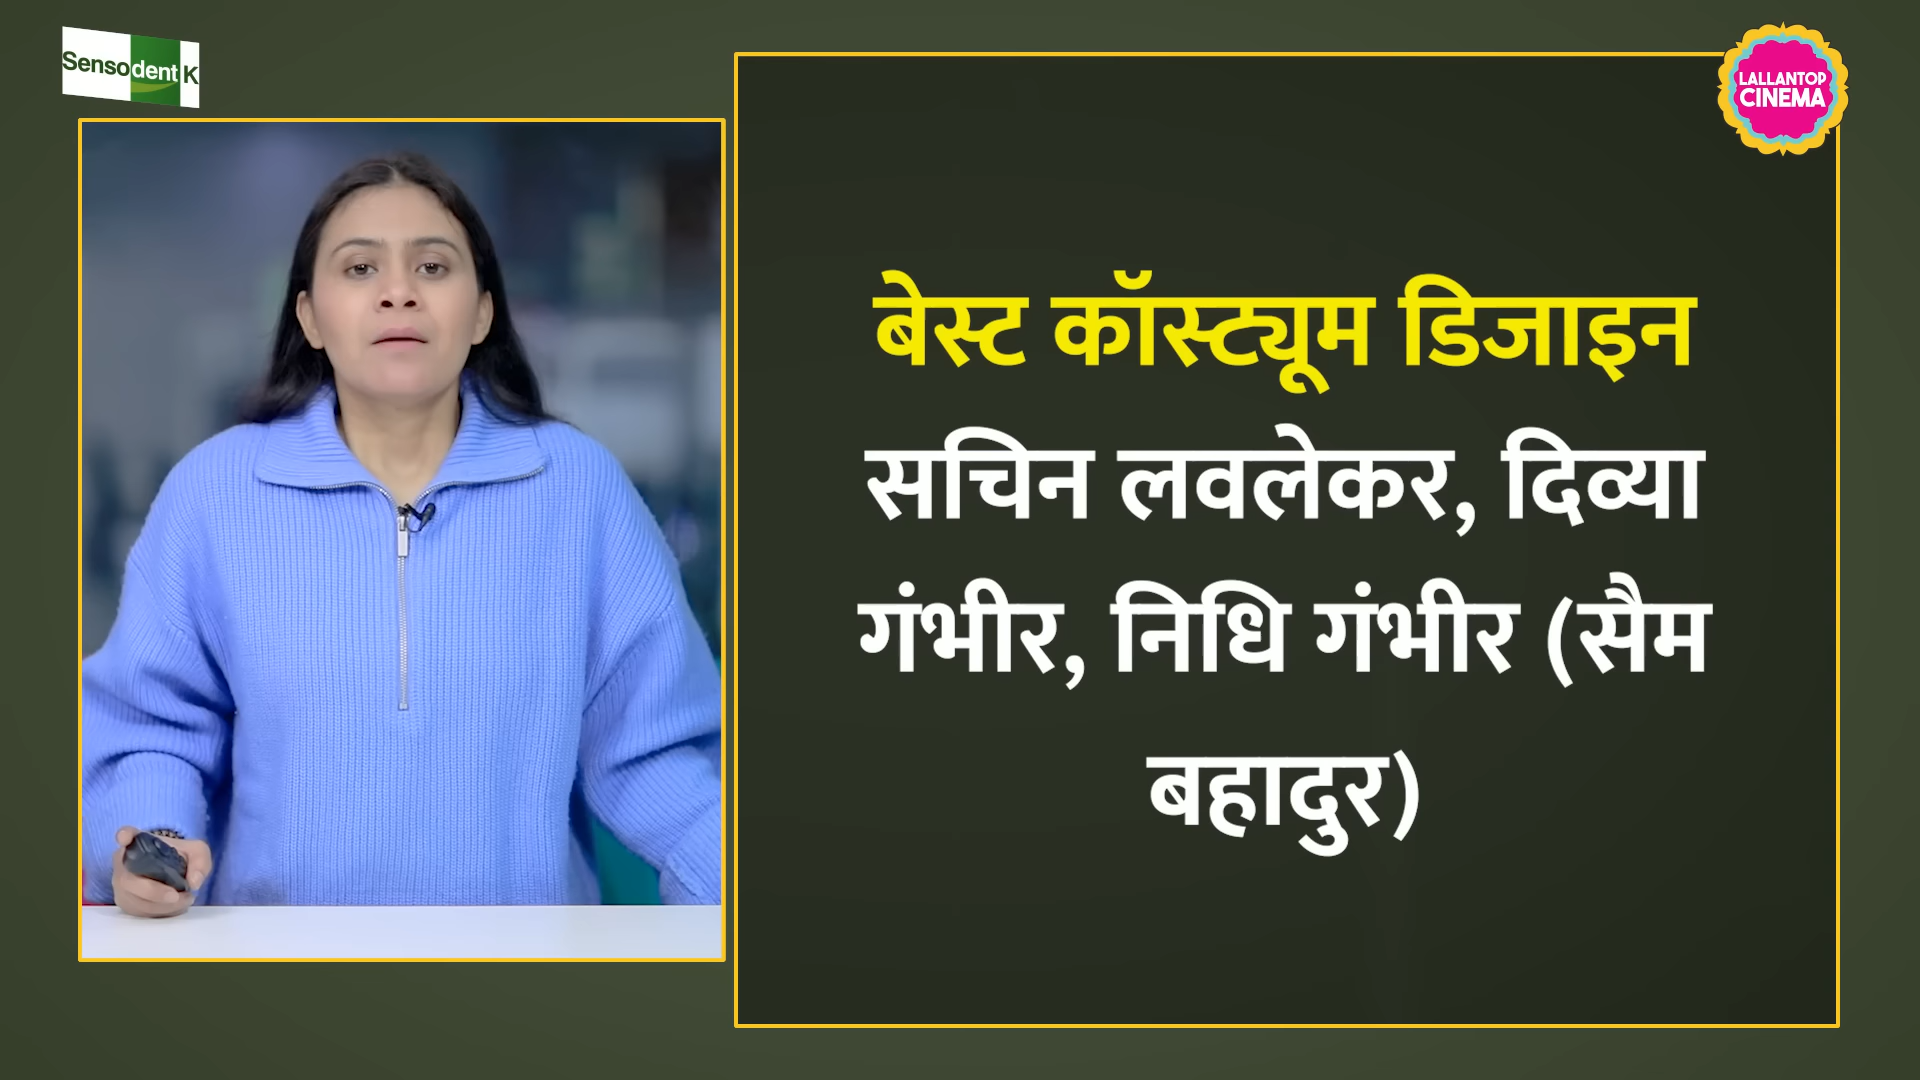 Sensodent K
LALLANTOP
CINEMA
बेस्ट कॉस्ट्यूम डिजाइन
सचिन लवलेकर, दिव्या
गंभीर, निधि गंभीर (सैम
बहादुर)